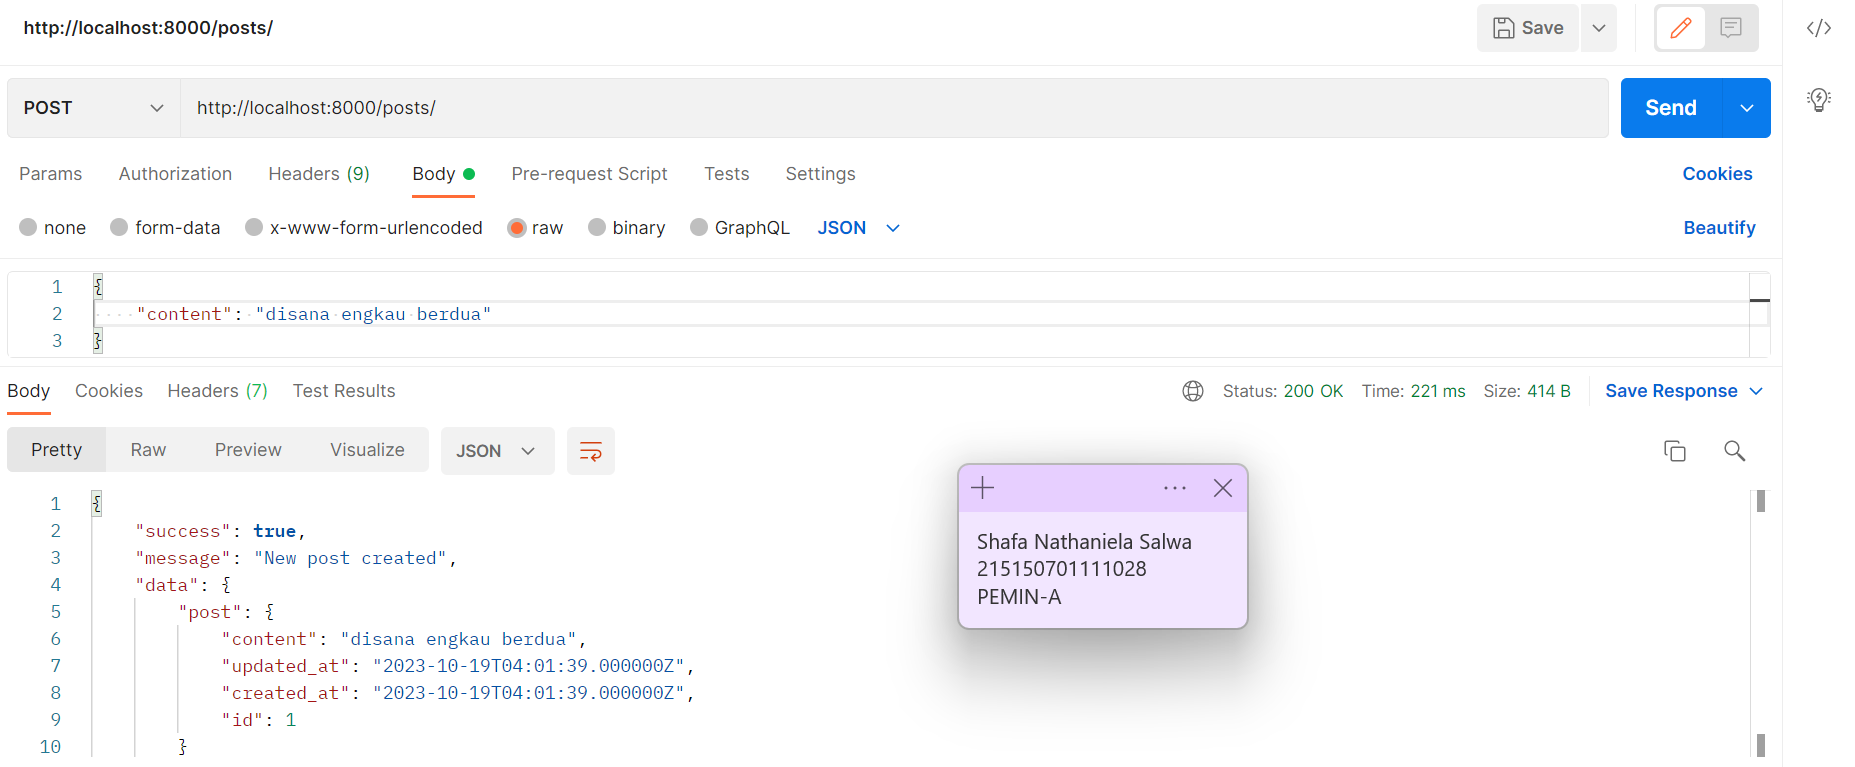 http://localhost:8000/posts/
Save
POST
http://localhost:8000/posts/
Send
Params Authorization Headers (9) Body Pre-request Script Tests Settings Cookies
none form-data x-www-form-urlencoded raw binary GraphQL JSON Beautify
1 {
2 "content": "disana engkau berdua"
3 }
Body Cookies Headers (7) Test Results Status: 200 OK Time: 221 ms Size: 414 B Save Response
Pretty Raw Preview Visualize JSON
1 {
2 "success": true,
3 "message": "New post created",
4 "data": {
5 "post": {
6 "content": "disana engkau berdua",
7 "updated_at": "2023-10-19T04:01:39.000000Z",
8 "created_at": "2023-10-19T04:01:39.000000Z",
9 "id": 1
10 }
Shafa Nathaniela Salwa
215150701111028
PEMIN-A